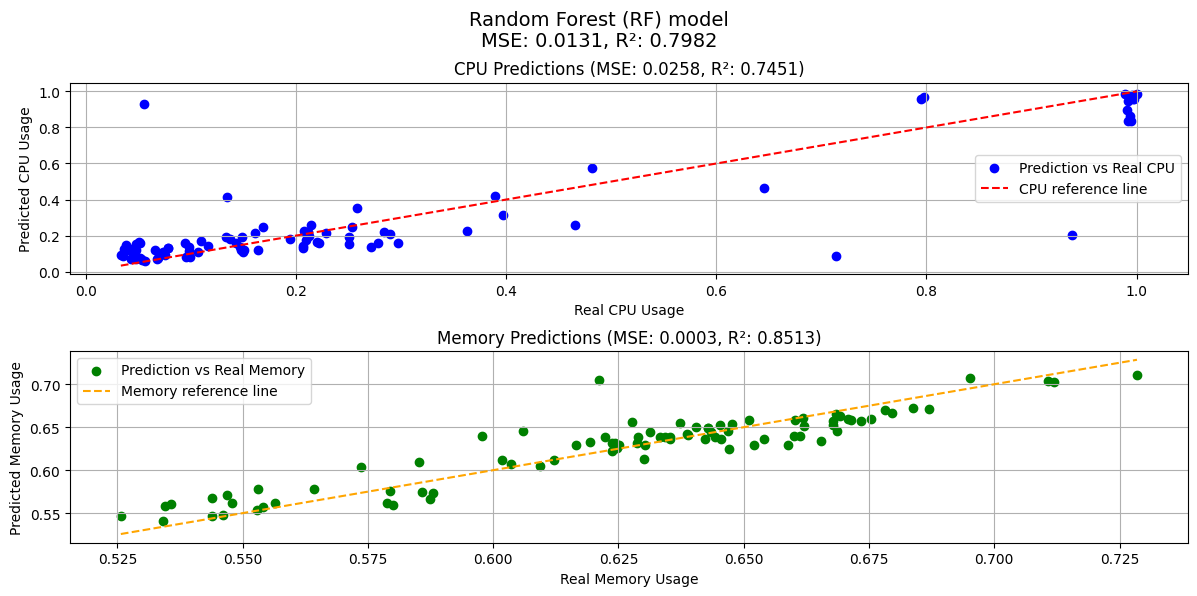 Random Forest (RF) model
MSE: 0.0131, R²: 0.7982
CPU Predictions (MSE: 0.0258, R²: 0.7451)
Predicted CPU Usage
1.0
0.8
0.6
0.4
0.2
0.0
Prediction vs Real CPU
CPU reference line
0.0 0.2 0.4 0.6 0.8 1.0
Real CPU Usage
Memory Predictions (MSE: 0.0003, R²: 0.8513)
Predicted Memory Usage
Prediction vs Real Memory
Memory reference line
0.70
0.65
0.60
0.55
0.525 0.550 0.575 0.600 0.625 0.650 0.675 0.700 0.725
Real Memory Usage